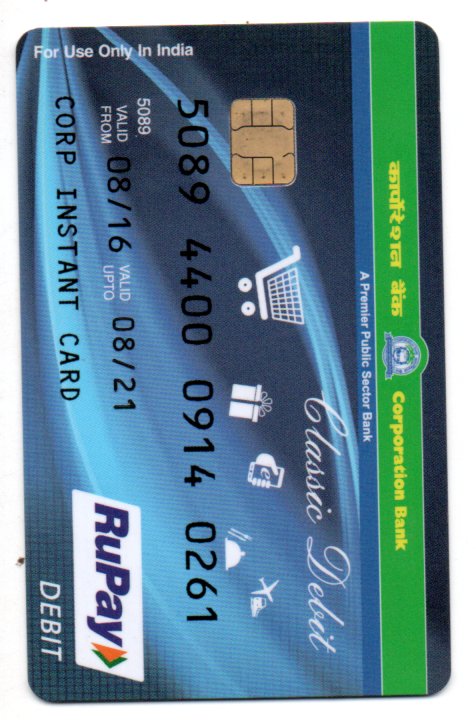 कार्पोरेशन बैंक Corporation Bank
A Premier Public Sector Bank
Classic Debit
5089 4400 0914 0261
5089
VALID FROM 08/16 VALID UPTO 08/21
CORP INSTANT CARD
RuPay
DEBIT
For Use Only In India